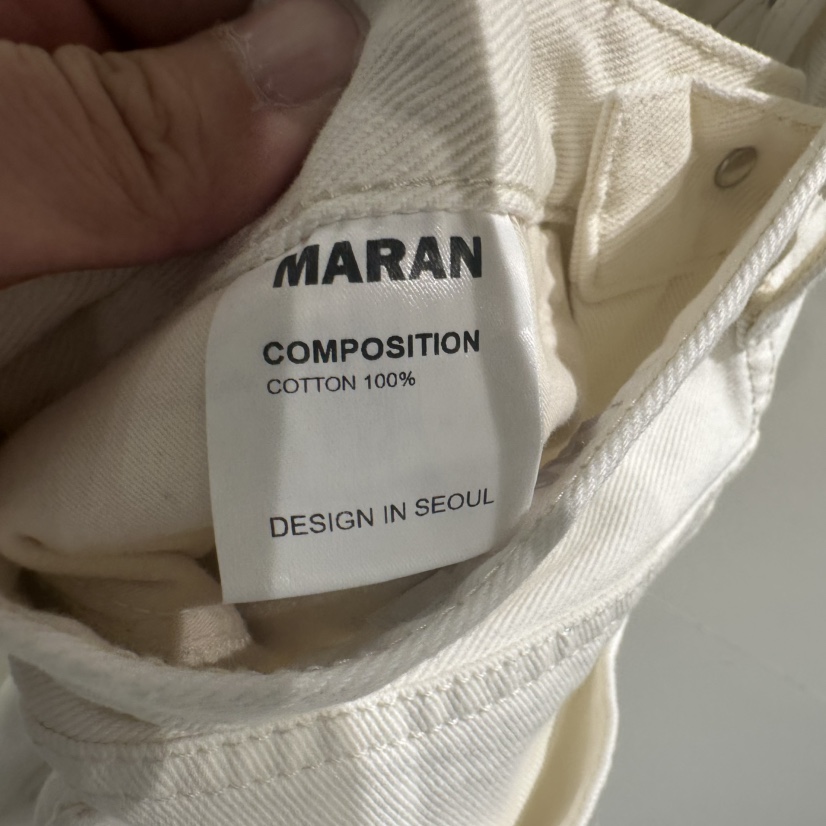 MARAN
COMPOSITION
COTTON 100%
DESIGN IN SEOUL